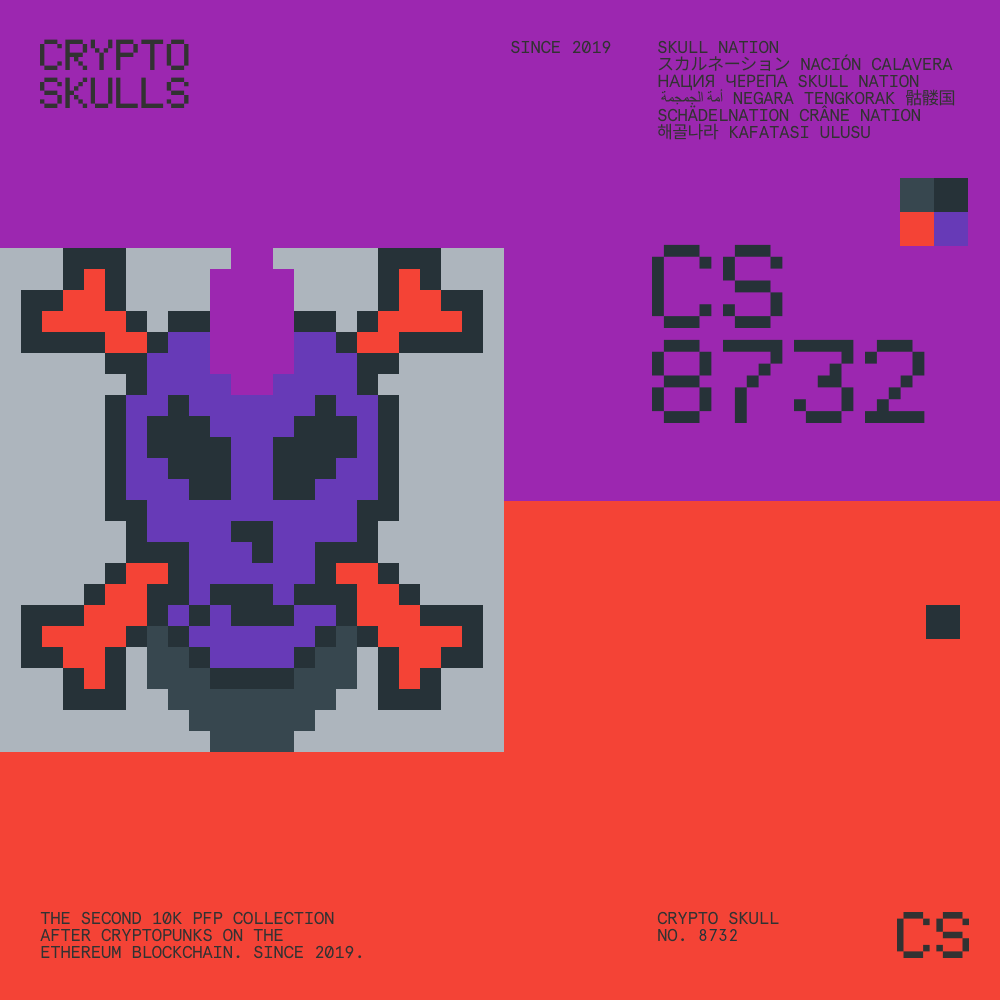 CRYPTO
SKULLS
SINCE 2019
SKULL NATION
スカルネーション NACIÓN CALAVERA
НАЦИЯ ЧЕРЕПА SKULL NATION
أمة الجمجمة NEGARA TENGKORAK 骷髅国
SCHÄDELNATION CRÂNE NATION
해골나라 KAFATASI ULUSU
CS
8732
THE SECOND 10K PFP COLLECTION
AFTER CRYPTOPUNKS ON THE
ETHEREUM BLOCKCHAIN. SINCE 2019.
CRYPTO SKULL
NO. 8732
CS